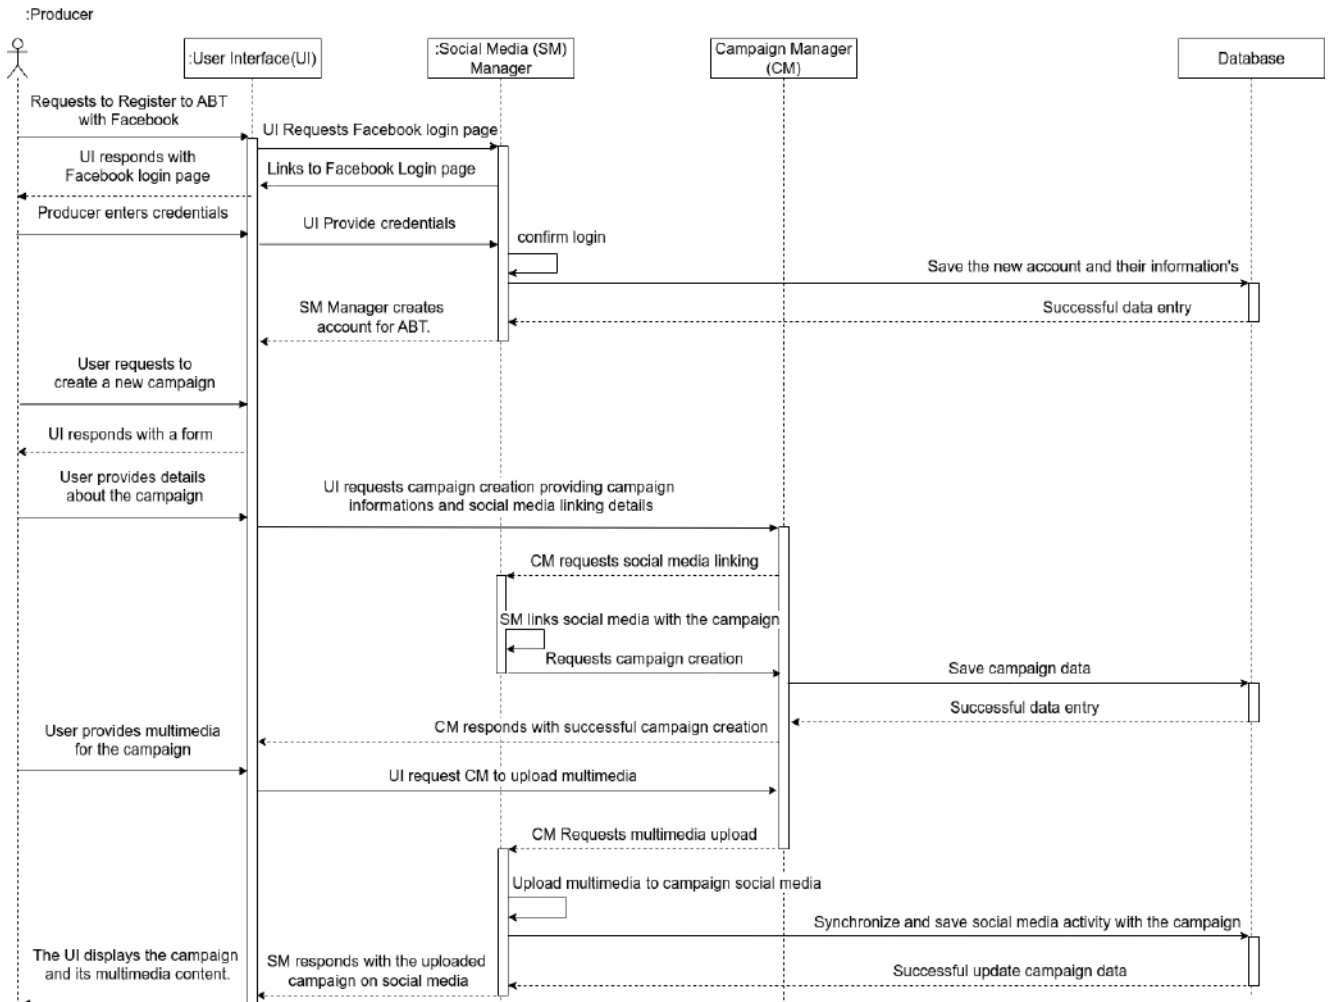 :Producer
:User Interface(UI)
:Social Media (SM)
Manager
Campaign Manager
(CM)
Database
Requests to Register to ABT
with Facebook
UI Requests Facebook login page
UI responds with
Facebook login page
Links to Facebook Login page
Producer enters credentials
UI Provide credentials
confirm login
Save the new account and their information's
SM Manager creates
account for ABT.
Successful data entry
User requests to
create a new campaign
UI responds with a form
User provides details
about the campaign
UI requests campaign creation providing campaign
informations and social media linking details
CM requests social media linking
SM links social media with the campaign
Requests campaign creation
Save campaign data
Successful data entry
CM responds with successful campaign creation
User provides multimedia
for the campaign
UI request CM to upload multimedia
CM Requests multimedia upload
Upload multimedia to campaign social media
Synchronize and save social media activity with the campaign
The UI displays the campaign
and its multimedia content.
SM responds with the uploaded
campaign on social media
Successful update campaign data